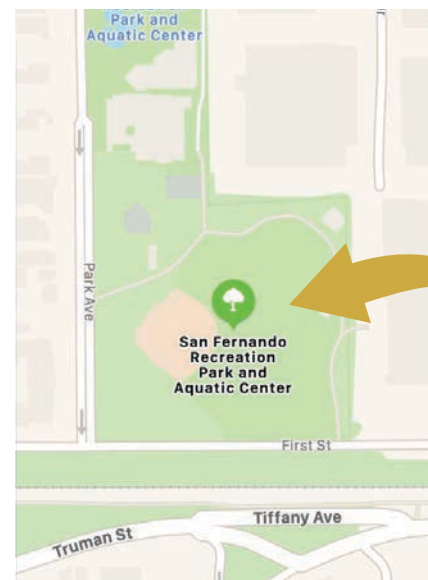 Park and
Aquatic Center
Park Ave
San Fernando
Recreation
Park and
Aquatic Center
First St
Tiffany Ave
Truman St